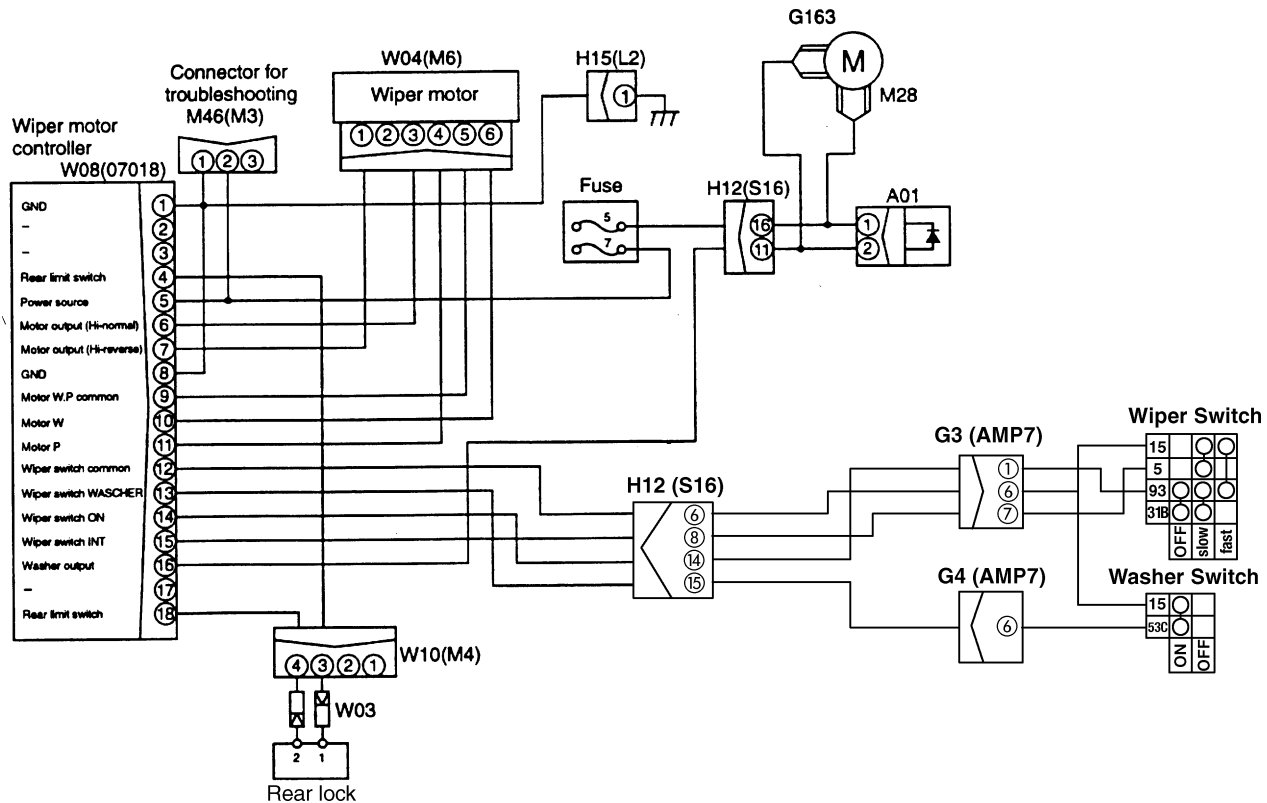 G163
M
M28
W04(M6)
Wiper motor
1 2 3 4 5 6
H15(L2)
1
Connector for
troubleshooting
M46(M3)
1 2 3
Wiper motor
controller
W08(07018)
GND 1
– 2
– 3
Rear limit switch 4
Power source 5
Motor output (Hi-normal) 6
Motor output (Hi-reverse) 7
GND 8
Motor W.P common 9
Motor W 10
Motor P 11
Wiper switch common 12
Wiper switch WASCHER 13
Wiper switch ON 14
Wiper switch INT 15
Washer output 16
– 17
Rear limit switch 18
Fuse
5
7
H12(S16)
16
11
A01
1
2
H12 (S16)
6
8
14
15
G3 (AMP7)
1
6
7
G4 (AMP7)
6
Wiper Switch
15
5
93
31B
OFF
slow
fast
Washer Switch
15
53C
ON
OFF
W10(M4)
4 3 2 1
W03
2 1
Rear lock